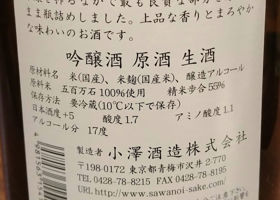 ま瓶詰めしました。上品な香りとまろやか
な味わいのお酒です。
吟醸酒 原酒 生酒
原材料名 米(国産)、米麹(国産)、醸造アルコール
原料米 五百万石100%使用 精米歩合55%
保存方法 要冷蔵(10℃以下で保存)
日本酒度+5 酸度1.7 アミノ酸度1.1
アルコール分 17度
製造者 小澤酒造株式会社
〒198-0172 東京都青梅市沢井 2-770
TEL 0428-78-8215 FAX 0428-78-8195
URL http://www.sawanoi-sake.com/